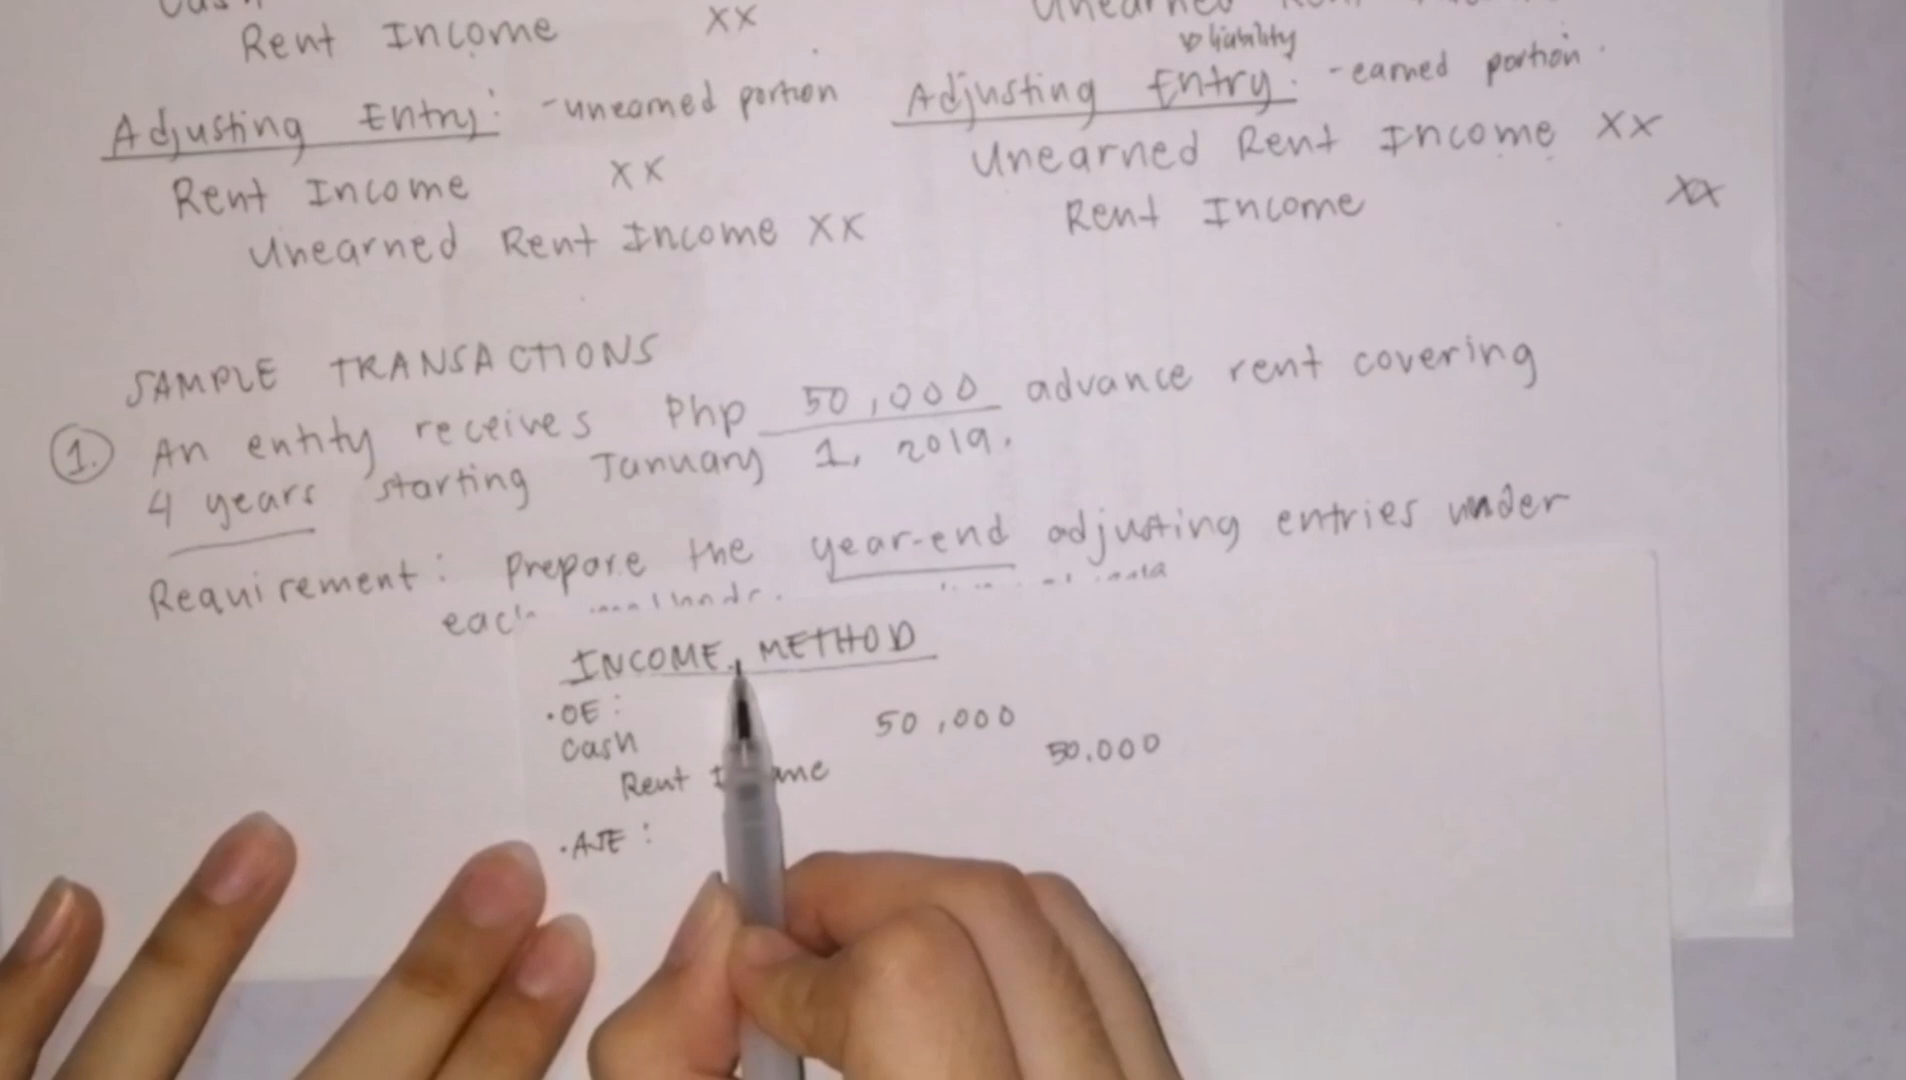 Rent Income xx
Adjusting Entry: -unearned portion
Rent Income xx
Unearned Rent Income xx
Unearned
liability
Adjusting Entry: -earned portion.
Unearned Rent Income xx
Rent Income xx
SAMPLE TRANSACTIONS
1. An entity receives Php 50,000 advance rent covering
4 years starting January 1, 2019.
Requirement: Prepare the year-end adjusting entries under
INCOME METHOD
• OE:
Cash 50,000
Rent 50.000
• AJE: